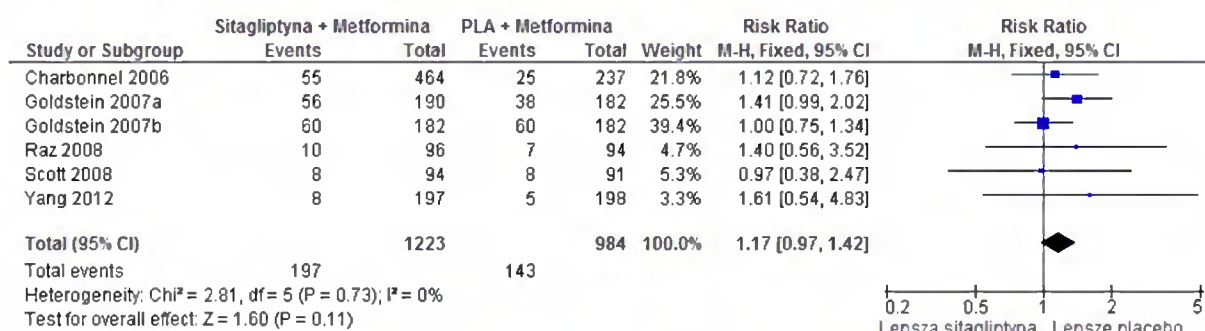 Sitagliptyna + Metformina PLA + Metformina Risk Ratio Risk Ratio
Study or Subgroup Events Total Events Total Weight M-H, Fixed, 95% CI M-H, Fixed, 95% CI
Charbonnel 2006 55 464 25 237 21.8% 1.12 [0.72, 1.76]
Goldstein 2007a 56 190 38 182 25.5% 1.41 [0.99, 2.02]
Goldstein 2007b 60 182 60 182 39.4% 1.00 [0.75, 1.34]
Raz 2008 10 96 7 94 4.7% 1.40 [0.56, 3.52]
Scott 2008 8 94 8 91 5.3% 0.97 [0.38, 2.47]
Yang 2012 8 197 5 198 3.3% 1.61 [0.54, 4.83]
Total (95% CI) 1223 984 100.0% 1.17 [0.97, 1.42]
Total events 197 143
Heterogeneity: Chi² = 2.81, df = 5 (P = 0.73); I² = 0%
Test for overall effect: Z = 1.60 (P = 0.11)
0.2 0.5 1 2 5
Lepsza sitagliptyna Lepsze placebo